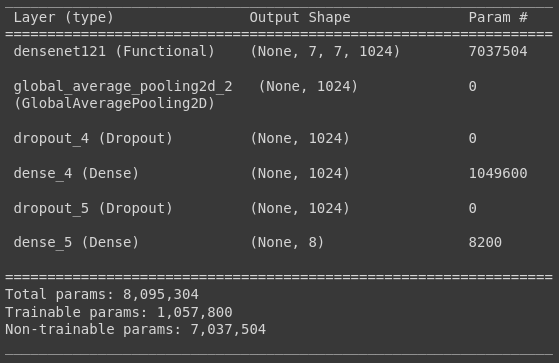 _________________________________________________________________
Layer (type)                Output Shape              Param #
=================================================================
densenet121 (Functional)    (None, 7, 7, 1024)        7037504
global_average_pooling2d_2   (None, 1024)             0
(GlobalAveragePooling2D)
dropout_4 (Dropout)         (None, 1024)              0
dense_4 (Dense)             (None, 1024)              1049600
dropout_5 (Dropout)         (None, 1024)              0
dense_5 (Dense)             (None, 8)                 8200
=================================================================
Total params: 8,095,304
Trainable params: 1,057,800
Non-trainable params: 7,037,504
_________________________________________________________________